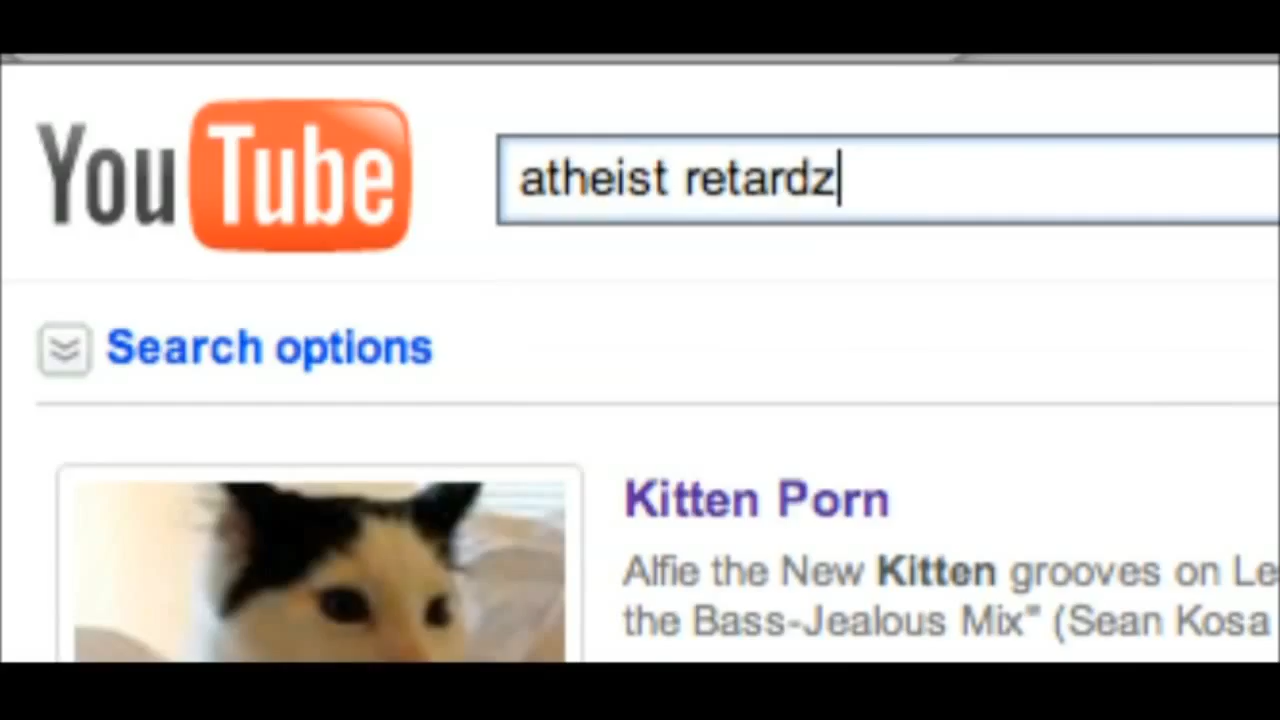 YouTube
atheist retardz
Search options
Kitten Porn
Alfie the New Kitten grooves on Le
the Bass-Jealous Mix" (Sean Kosa